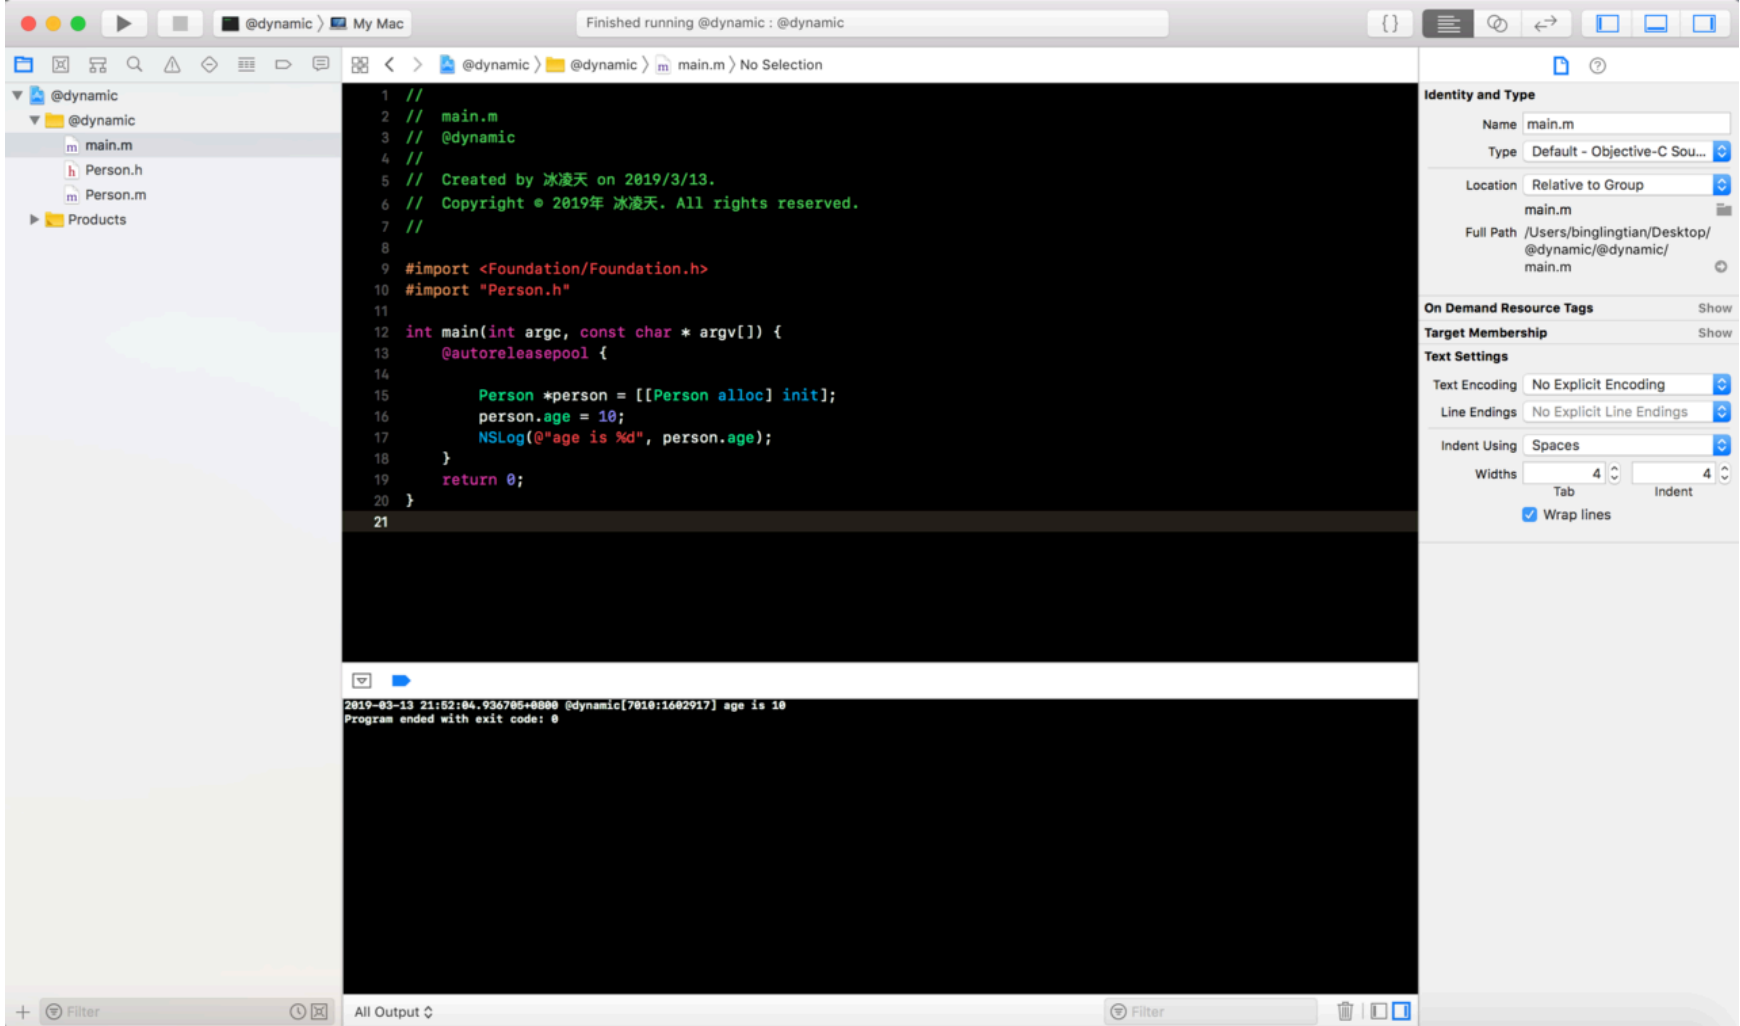 @dynamic 〉 My Mac
Finished running @dynamic : @dynamic
{ }
@dynamic 〉 @dynamic 〉 m main.m 〉 No Selection
@dynamic
@dynamic
m main.m
h Person.h
m Person.m
Products
1 //
2 // main.m
3 // @dynamic
4 //
5 // Created by 冰凌天 on 2019/3/13.
6 // Copyright © 2019年 冰凌天. All rights reserved.
7 //
8
9 #import <Foundation/Foundation.h>
10 #import "Person.h"
11
12 int main(int argc, const char * argv[]) {
13     @autoreleasepool {
14
15         Person *person = [[Person alloc] init];
16         person.age = 10;
17         NSLog(@"age is %d", person.age);
18     }
19     return 0;
20 }
21
2019-03-13 21:52:04.936705+0800 @dynamic[7010:1602917] age is 10
Program ended with exit code: 0
Filter
All Output
Filter
Identity and Type
Name main.m
Type Default - Objective-C Sou...
Location Relative to Group
main.m
Full Path /Users/binglingtian/Desktop/
@dynamic/@dynamic/
main.m
On Demand Resource Tags Show
Target Membership Show
Text Settings
Text Encoding No Explicit Encoding
Line Endings No Explicit Line Endings
Indent Using Spaces
Widths 4 4
Tab Indent
Wrap lines